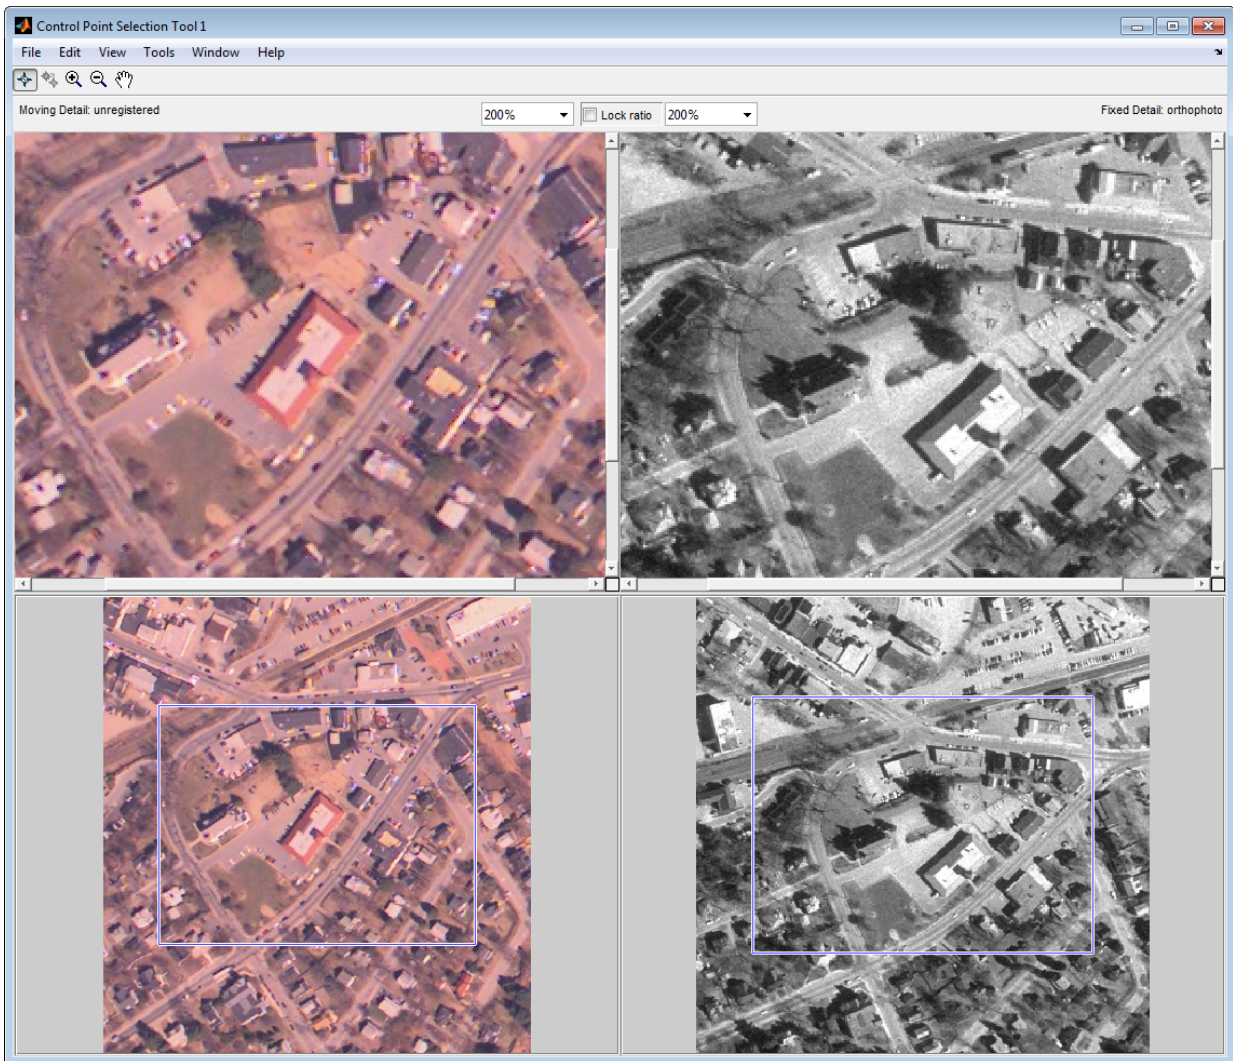 Control Point Selection Tool 1
File Edit View Tools Window Help
Moving Detail: unregistered 200% Lock ratio 200% Fixed Detail: orthophoto